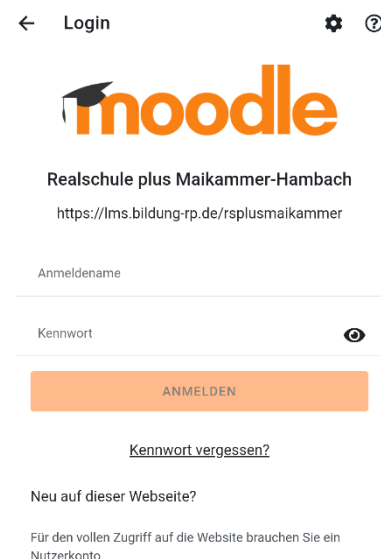 Login
moodle
Realschule plus Maikammer-Hambach
https://lms.bildung-rp.de/rsplusmaikammer
Anmeldename
Kennwort
ANMELDEN
Kennwort vergessen?
Neu auf dieser Webseite?
Für den vollen Zugriff auf die Website brauchen Sie ein
Nutzerkonto.